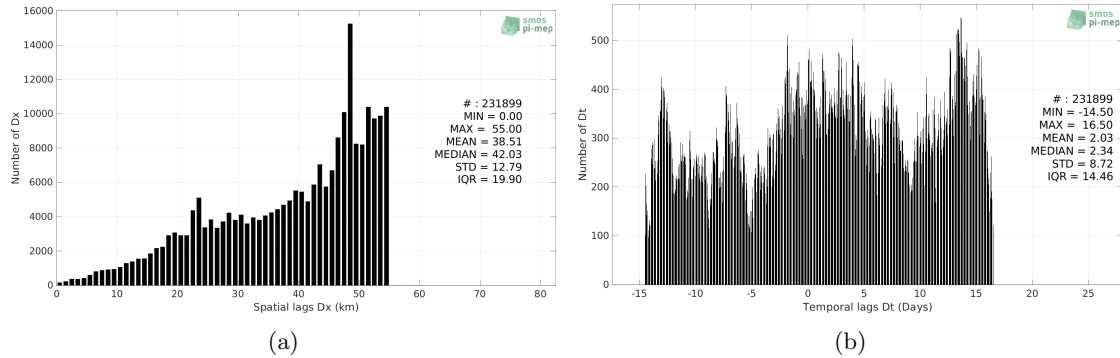 16000
14000
12000
10000
8000
6000
4000
2000
0
Number of Dx
0 10 20 30 40 50 60 70 80
Spatial lags Dx (km)
smos
pi-mep
# : 231899
MIN = 0.00
MAX = 55.00
MEAN = 38.51
MEDIAN = 42.03
STD = 12.79
IQR = 19.90
(a)
500
400
300
200
100
0
Number of Dt
-15 -10 -5 0 5 10 15 20 25
Temporal lags Dt (Days)
smos
pi-mep
# : 231899
MIN = -14.50
MAX = 16.50
MEAN = 2.03
MEDIAN = 2.34
STD = 8.72
IQR = 14.46
(b)